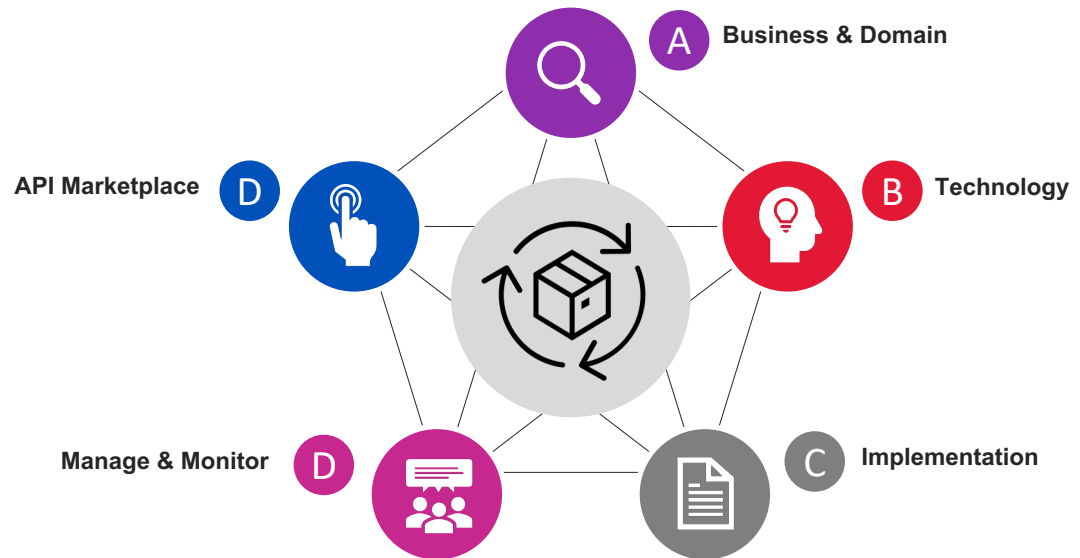 A
Business & Domain
API Marketplace
D
B
Technology
Manage & Monitor
D
C
Implementation